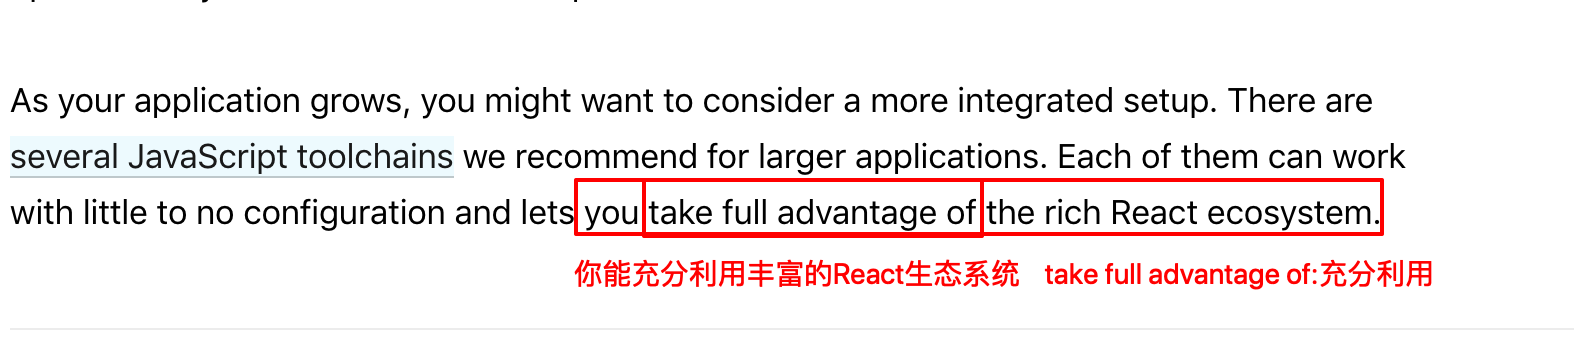 As your application grows, you might want to consider a more integrated setup. There are
several JavaScript toolchains we recommend for larger applications. Each of them can work
with little to no configuration and lets you take full advantage of the rich React ecosystem.
你能充分利用丰富的React生态系统 take full advantage of:充分利用